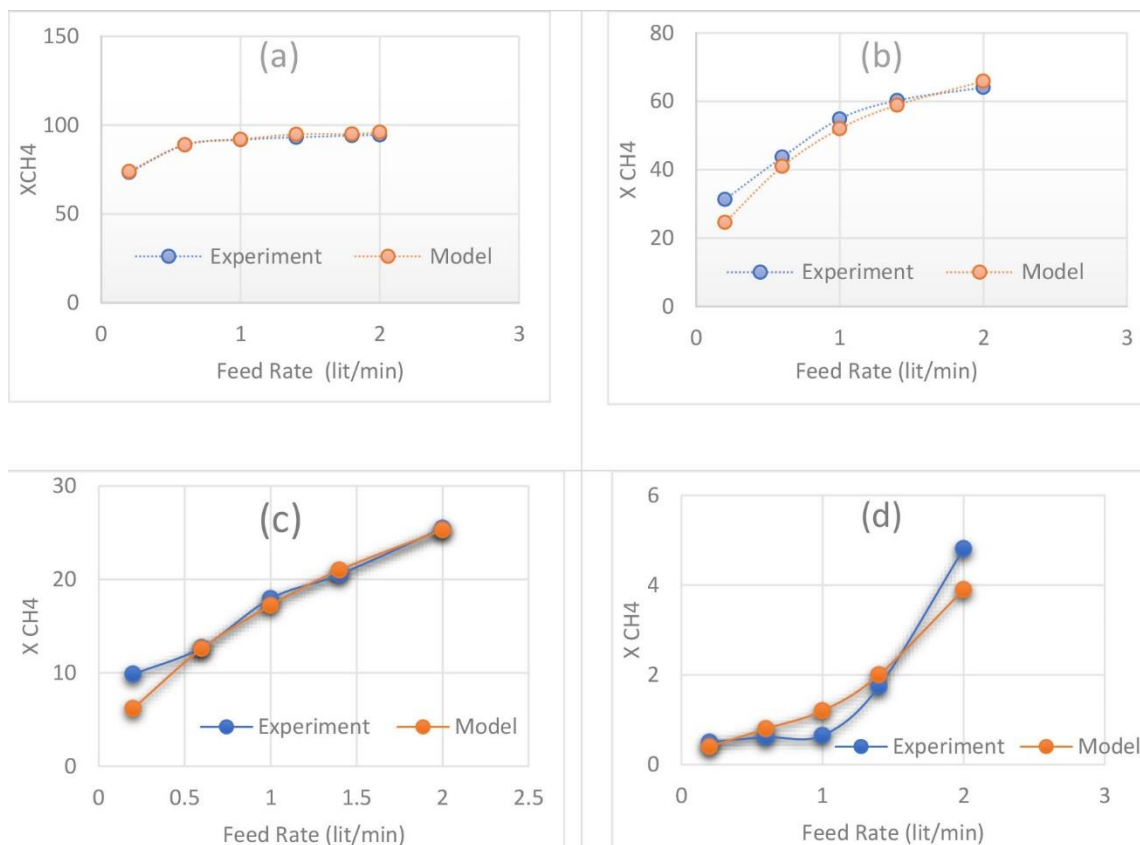 (a)
150
100
50
0
XCH4
Experiment Model
0 1 2 3
Feed Rate (lit/min)
(b)
80
60
40
20
0
X CH4
Experiment Model
0 1 2 3
Feed Rate (lit/min)
(c)
30
20
10
0
X CH4
Experiment Model
0 0.5 1 1.5 2 2.5
Feed Rate (lit/min)
(d)
6
4
2
0
X CH4
Experiment Model
0 1 2 3
Feed Rate (lit/min)